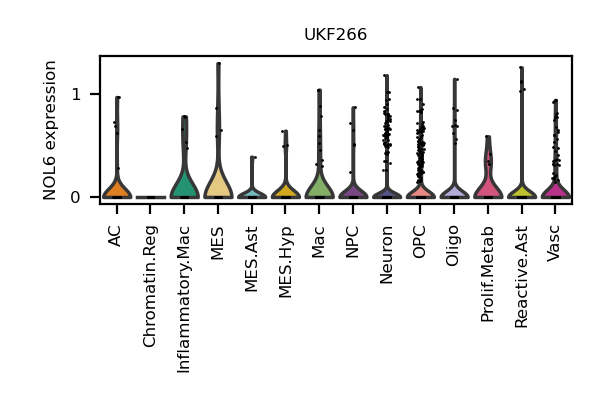 UKF266
NOL6 expression
1
0
AC
Chromatin.Reg
Inflammatory.Mac
MES
MES.Ast
MES.Hyp
Mac
NPC
Neuron
OPC
Oligo
Prolif.Metab
Reactive.Ast
Vasc